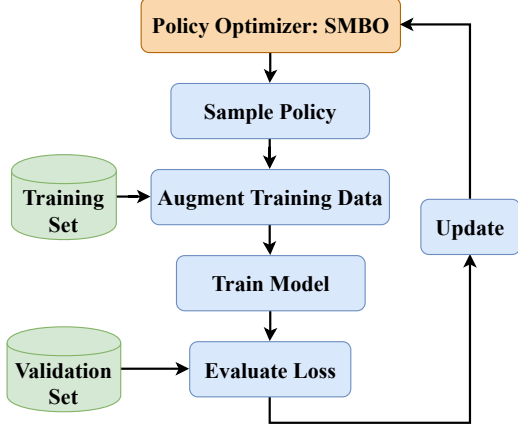 Policy Optimizer: SMBO
Sample Policy
Training
Set
Augment Training Data
Update
Train Model
Validation
Set
Evaluate Loss